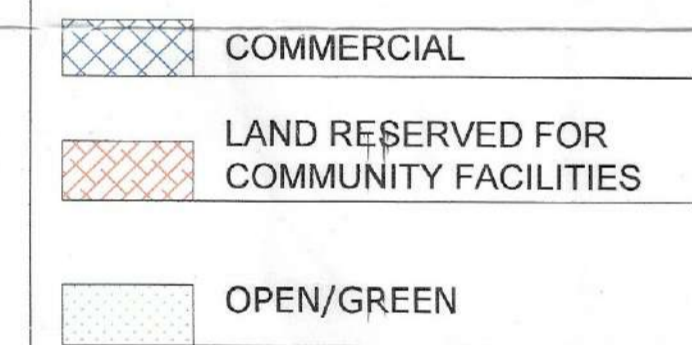 COMMERCIAL
LAND RESERVED FOR
COMMUNITY FACILITIES
OPEN/GREEN